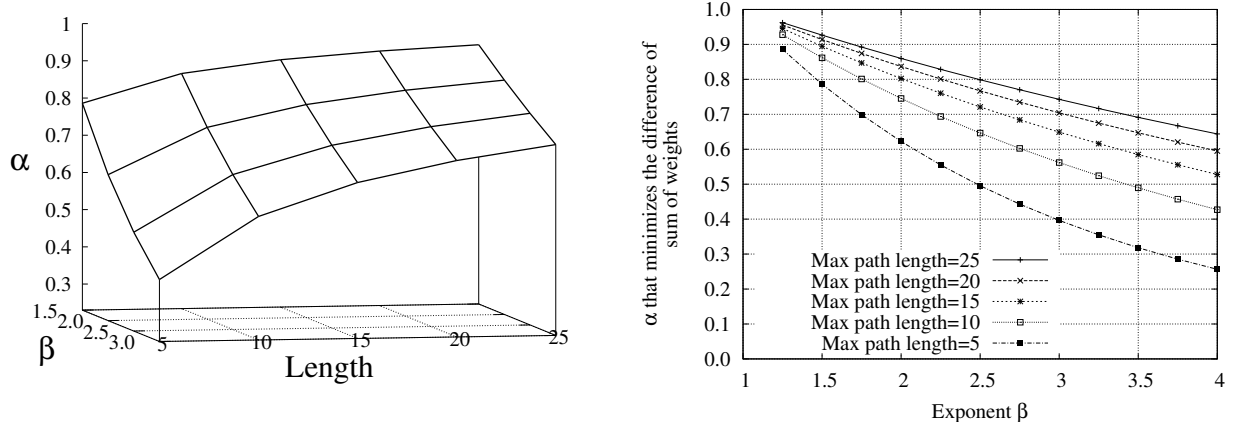 1
0.9
0.8
0.7
0.6
0.5
0.4
0.3
α
1.5
2.0
2.5
3.0
β
5
10
15
20
25
Length
1.0
0.9
0.8
0.7
0.6
0.5
0.4
0.3
0.2
0.1
0.0
α that minimizes the difference of
sum of weights
Max path length=25
Max path length=20
Max path length=15
Max path length=10
Max path length=5
1 1.5 2 2.5 3 3.5 4
Exponent β